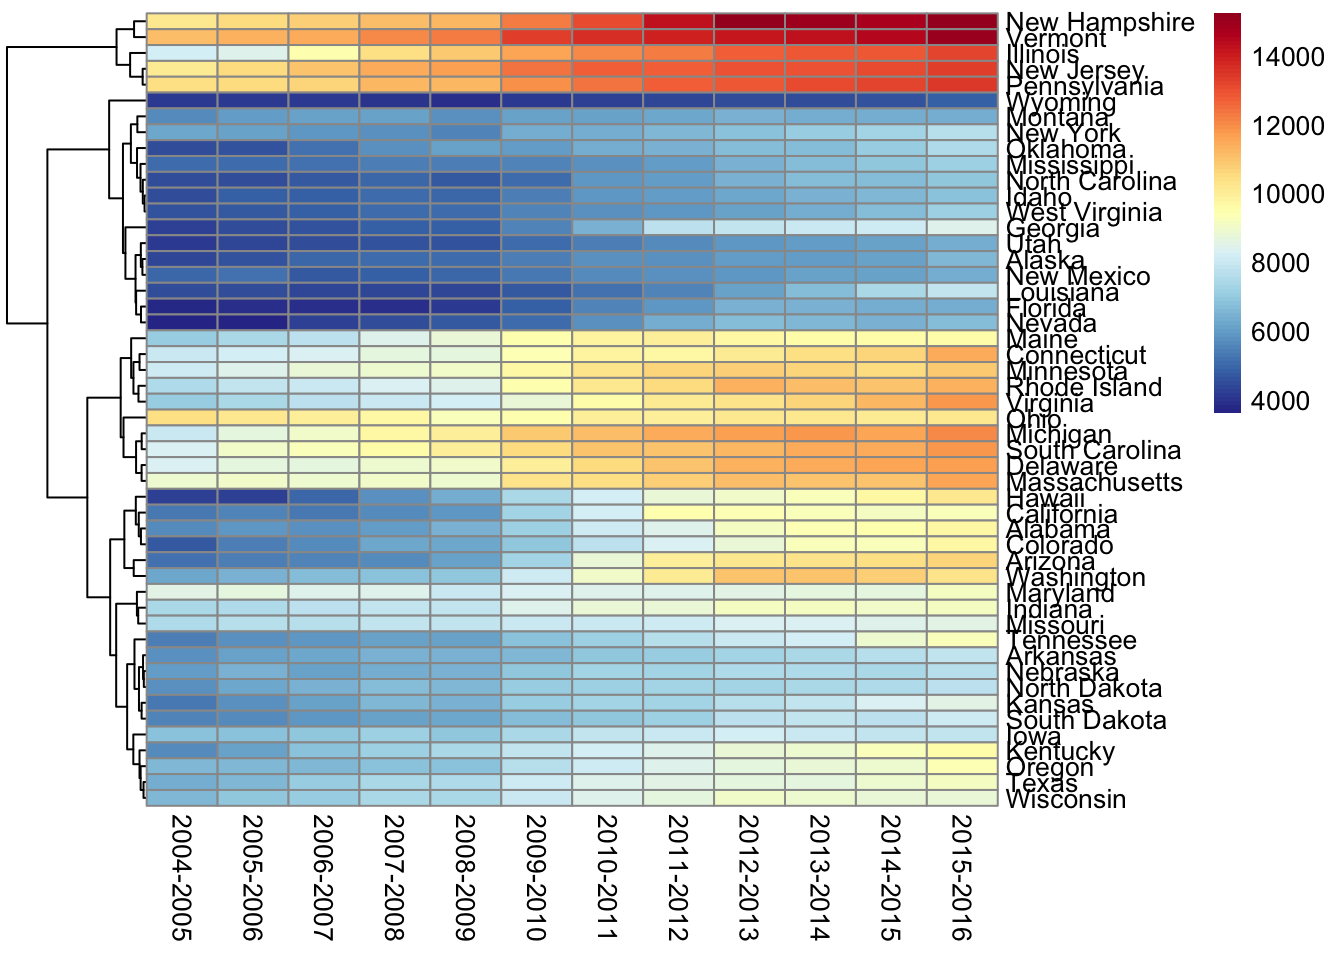 New Hampshire
Vermont
Illinois
New Jersey
Pennsylvania
Wyoming
Montana
New York
Oklahoma
Mississippi
North Carolina
Idaho
West Virginia
Georgia
Utah
Alaska
New Mexico
Louisiana
Florida
Nevada
Maine
Connecticut
Minnesota
Rhode Island
Virginia
Ohio
Michigan
South Carolina
Delaware
Massachusetts
Hawaii
California
Alabama
Colorado
Arizona
Washington
Maryland
Indiana
Missouri
Tennessee
Arkansas
Nebraska
North Dakota
Kansas
South Dakota
Iowa
Kentucky
Oregon
Texas
Wisconsin
14000
12000
10000
8000
6000
4000
2004-2005
2005-2006
2006-2007
2007-2008
2008-2009
2009-2010
2010-2011
2011-2012
2012-2013
2013-2014
2014-2015
2015-2016